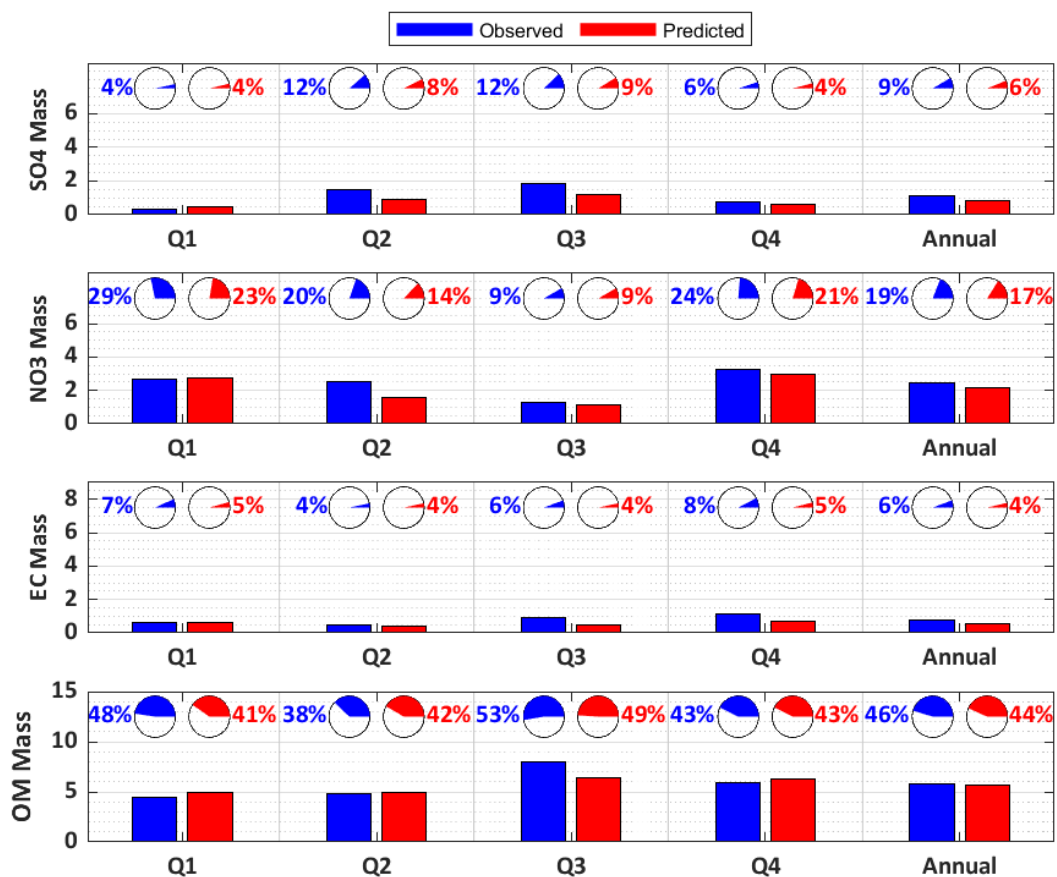 Observed Predicted
4% 4% 12% 8% 12% 9% 6% 4% 9% 6%
SO4 Mass
6
4
2
0
Q1 Q2 Q3 Q4 Annual
29% 23% 20% 14% 9% 9% 24% 21% 19% 17%
NO3 Mass
6
4
2
0
Q1 Q2 Q3 Q4 Annual
8
7% 5% 4% 4% 6% 4% 8% 5% 6% 4%
EC Mass
6
4
2
0
Q1 Q2 Q3 Q4 Annual
15
48% 41% 38% 42% 53% 49% 43% 43% 46% 44%
OM Mass
10
5
0
Q1 Q2 Q3 Q4 Annual